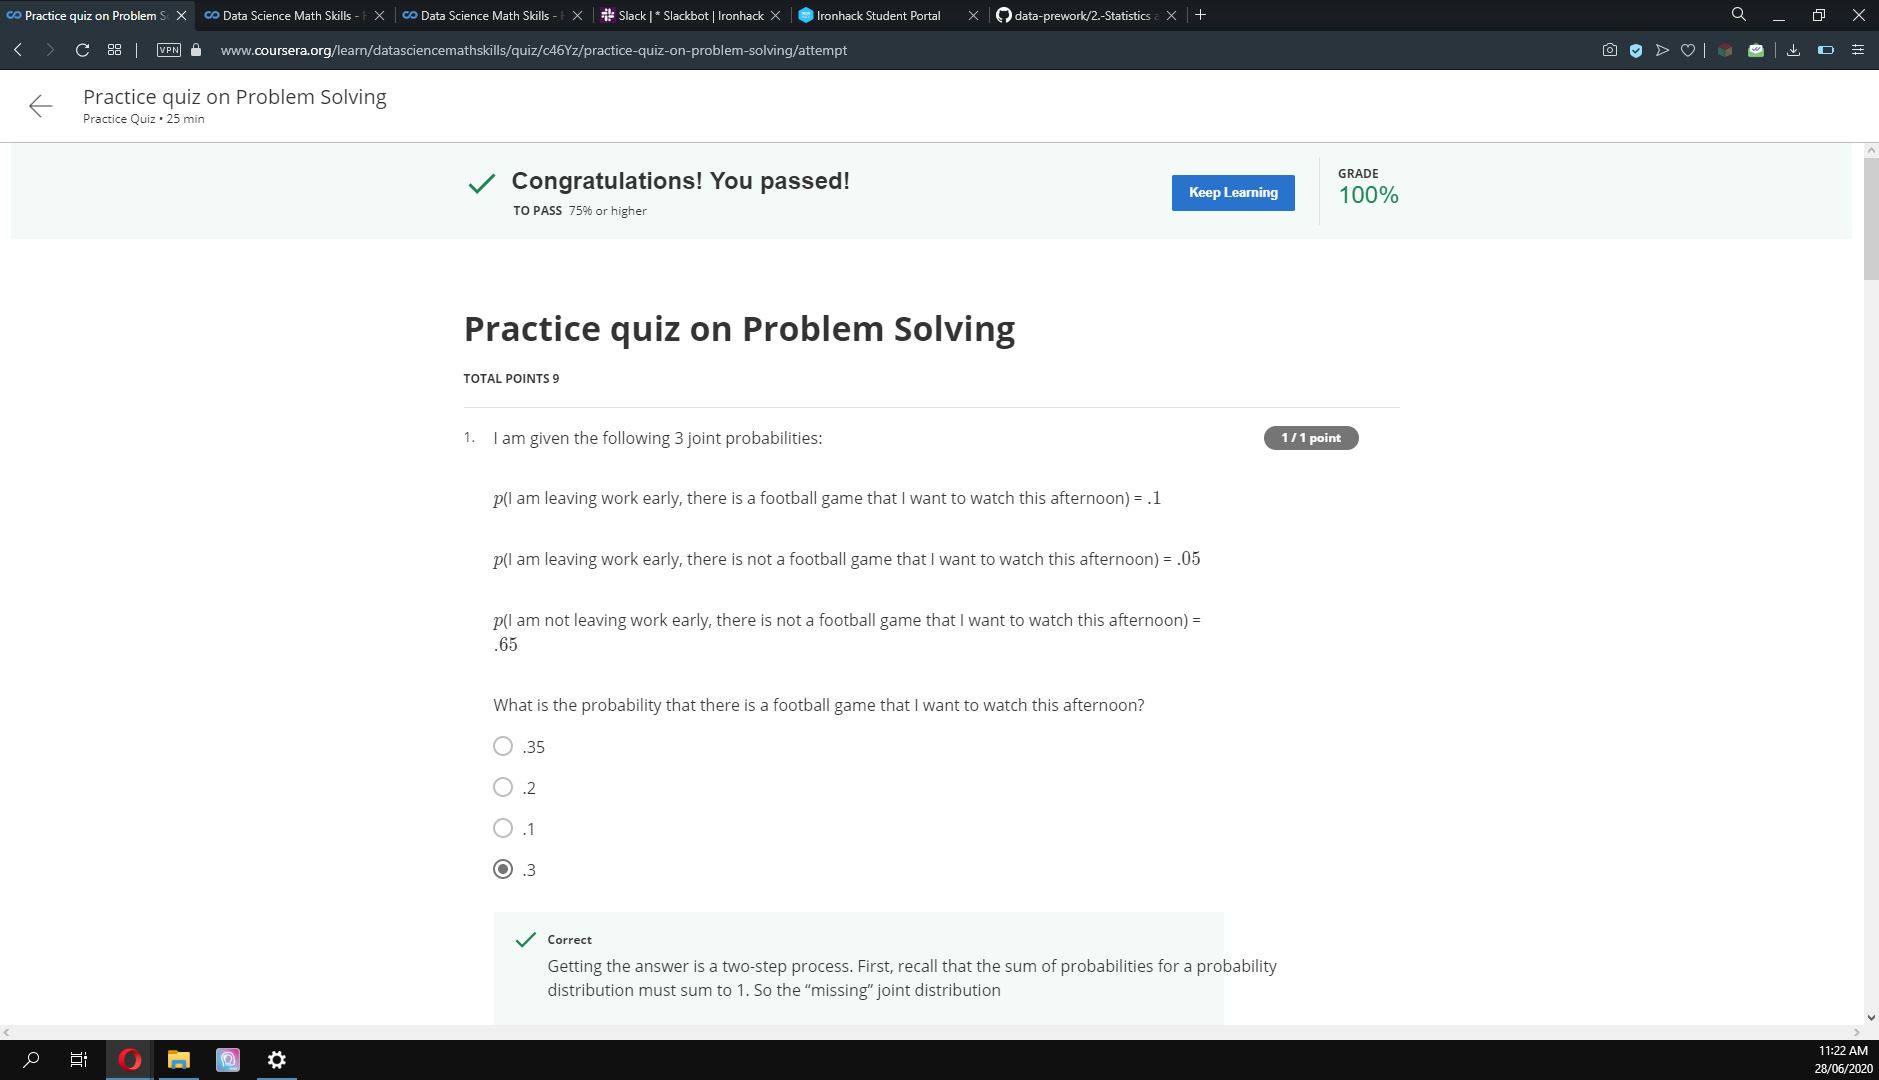 Practice quiz on Problem S
Data Science Math Skills -
Data Science Math Skills -
Slack | * Slackbot | Ironhack
Ironhack Student Portal
data-prework/2.-Statistics a
VPN
www.coursera.org/learn/datasciencemathskills/quiz/c46Yz/practice-quiz-on-problem-solving/attempt
Practice quiz on Problem Solving
Practice Quiz • 25 min
Congratulations! You passed!
TO PASS 75% or higher
Keep Learning
GRADE
100%
Practice quiz on Problem Solving
TOTAL POINTS 9
1. I am given the following 3 joint probabilities:
1 / 1 point
p(I am leaving work early, there is a football game that I want to watch this afternoon) = .1
p(I am leaving work early, there is not a football game that I want to watch this afternoon) = .05
p(I am not leaving work early, there is not a football game that I want to watch this afternoon) =
.65
What is the probability that there is a football game that I want to watch this afternoon?
.35
.2
.1
.3
Correct
Getting the answer is a two-step process. First, recall that the sum of probabilities for a probability
distribution must sum to 1. So the “missing” joint distribution
11:22 AM
28/06/2020